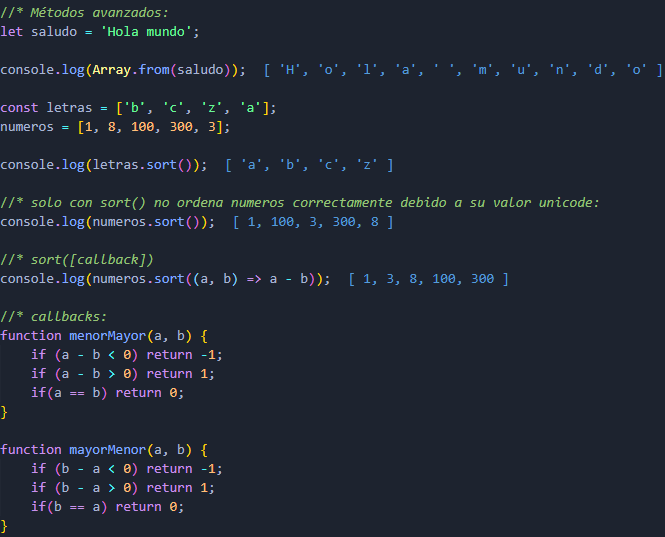 //* Métodos avanzados:
let saludo = 'Hola mundo';
console.log(Array.from(saludo));  [ 'H', 'o', 'l', 'a', ' ', 'm', 'u', 'n', 'd', 'o' ]
const letras = ['b', 'c', 'z', 'a'];
numeros = [1, 8, 100, 300, 3];
console.log(letras.sort());  [ 'a', 'b', 'c', 'z' ]
//* solo con sort() no ordena numeros correctamente debido a su valor unicode:
console.log(numeros.sort());  [ 1, 100, 3, 300, 8 ]
//* sort([callback])
console.log(numeros.sort((a, b) => a - b));  [ 1, 3, 8, 100, 300 ]
//* callbacks:
function menorMayor(a, b) {
    if (a - b < 0) return -1;
    if (a - b > 0) return 1;
    if(a == b) return 0;
}
function mayorMenor(a, b) {
    if (b - a < 0) return -1;
    if (b - a > 0) return 1;
    if(b == a) return 0;
}